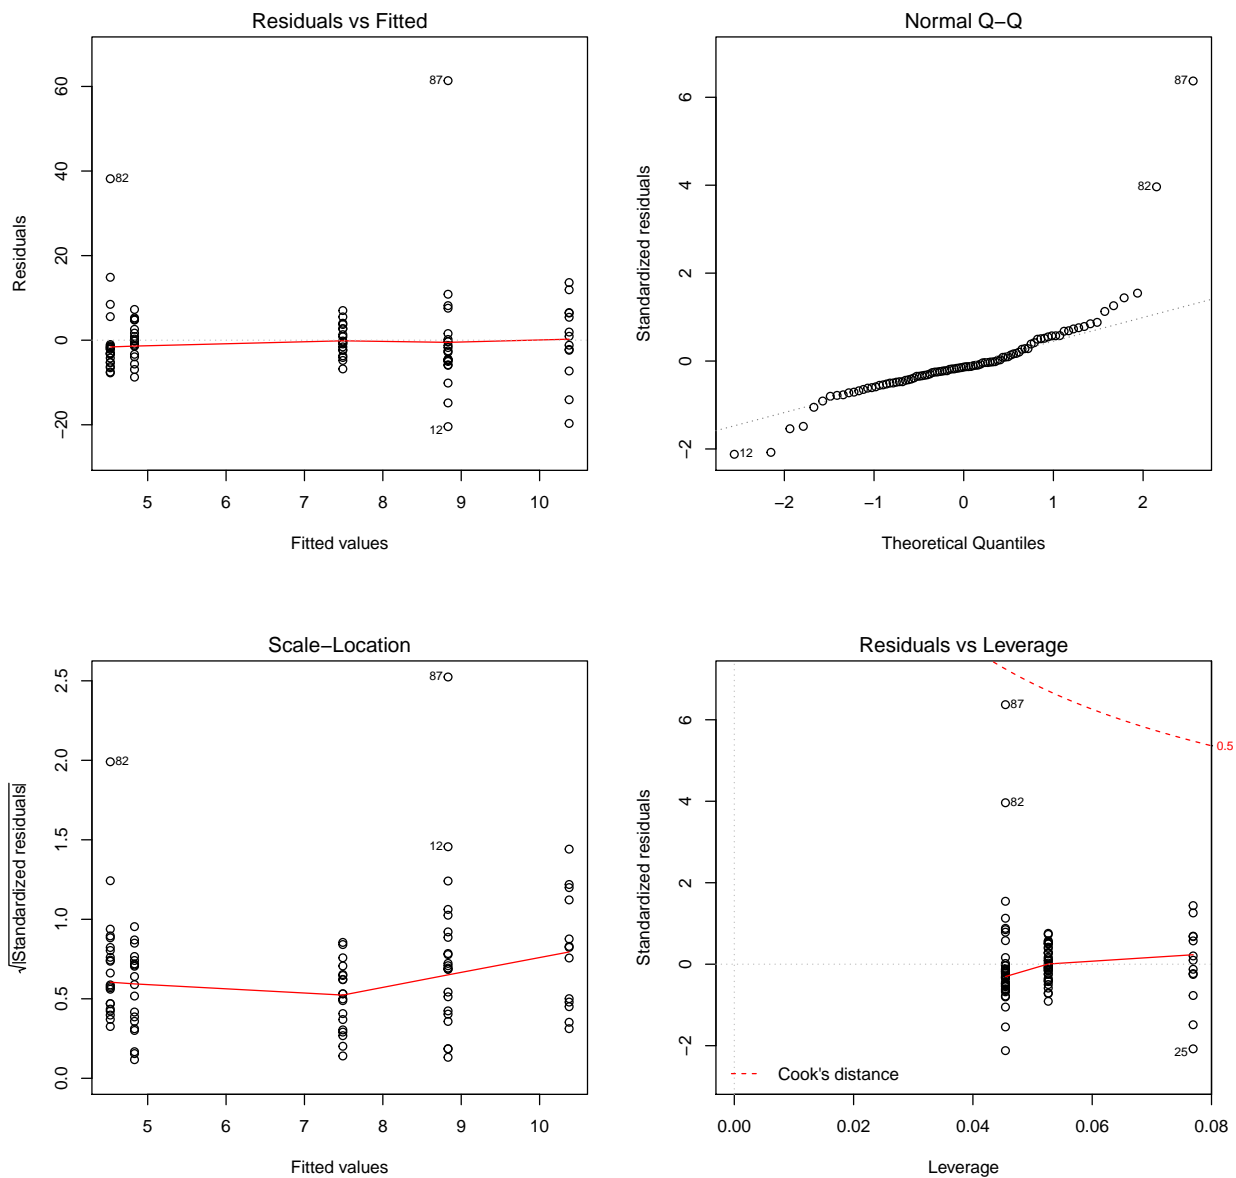 Residuals vs Fitted
60
40
20
0
−20
Residuals
87
82
12
5 6 7 8 9 10
Fitted values
Normal Q−Q
6
4
2
0
−2
Standardized residuals
87
82
12
−2 −1 0 1 2
Theoretical Quantiles
Scale−Location
2.5
2.0
1.5
1.0
0.5
0.0
√|Standardized residuals|
87
82
12
5 6 7 8 9 10
Fitted values
Residuals vs Leverage
6
4
2
0
−2
Standardized residuals
87
82
25
0.5
Cook's distance
0.00 0.02 0.04 0.06 0.08
Leverage